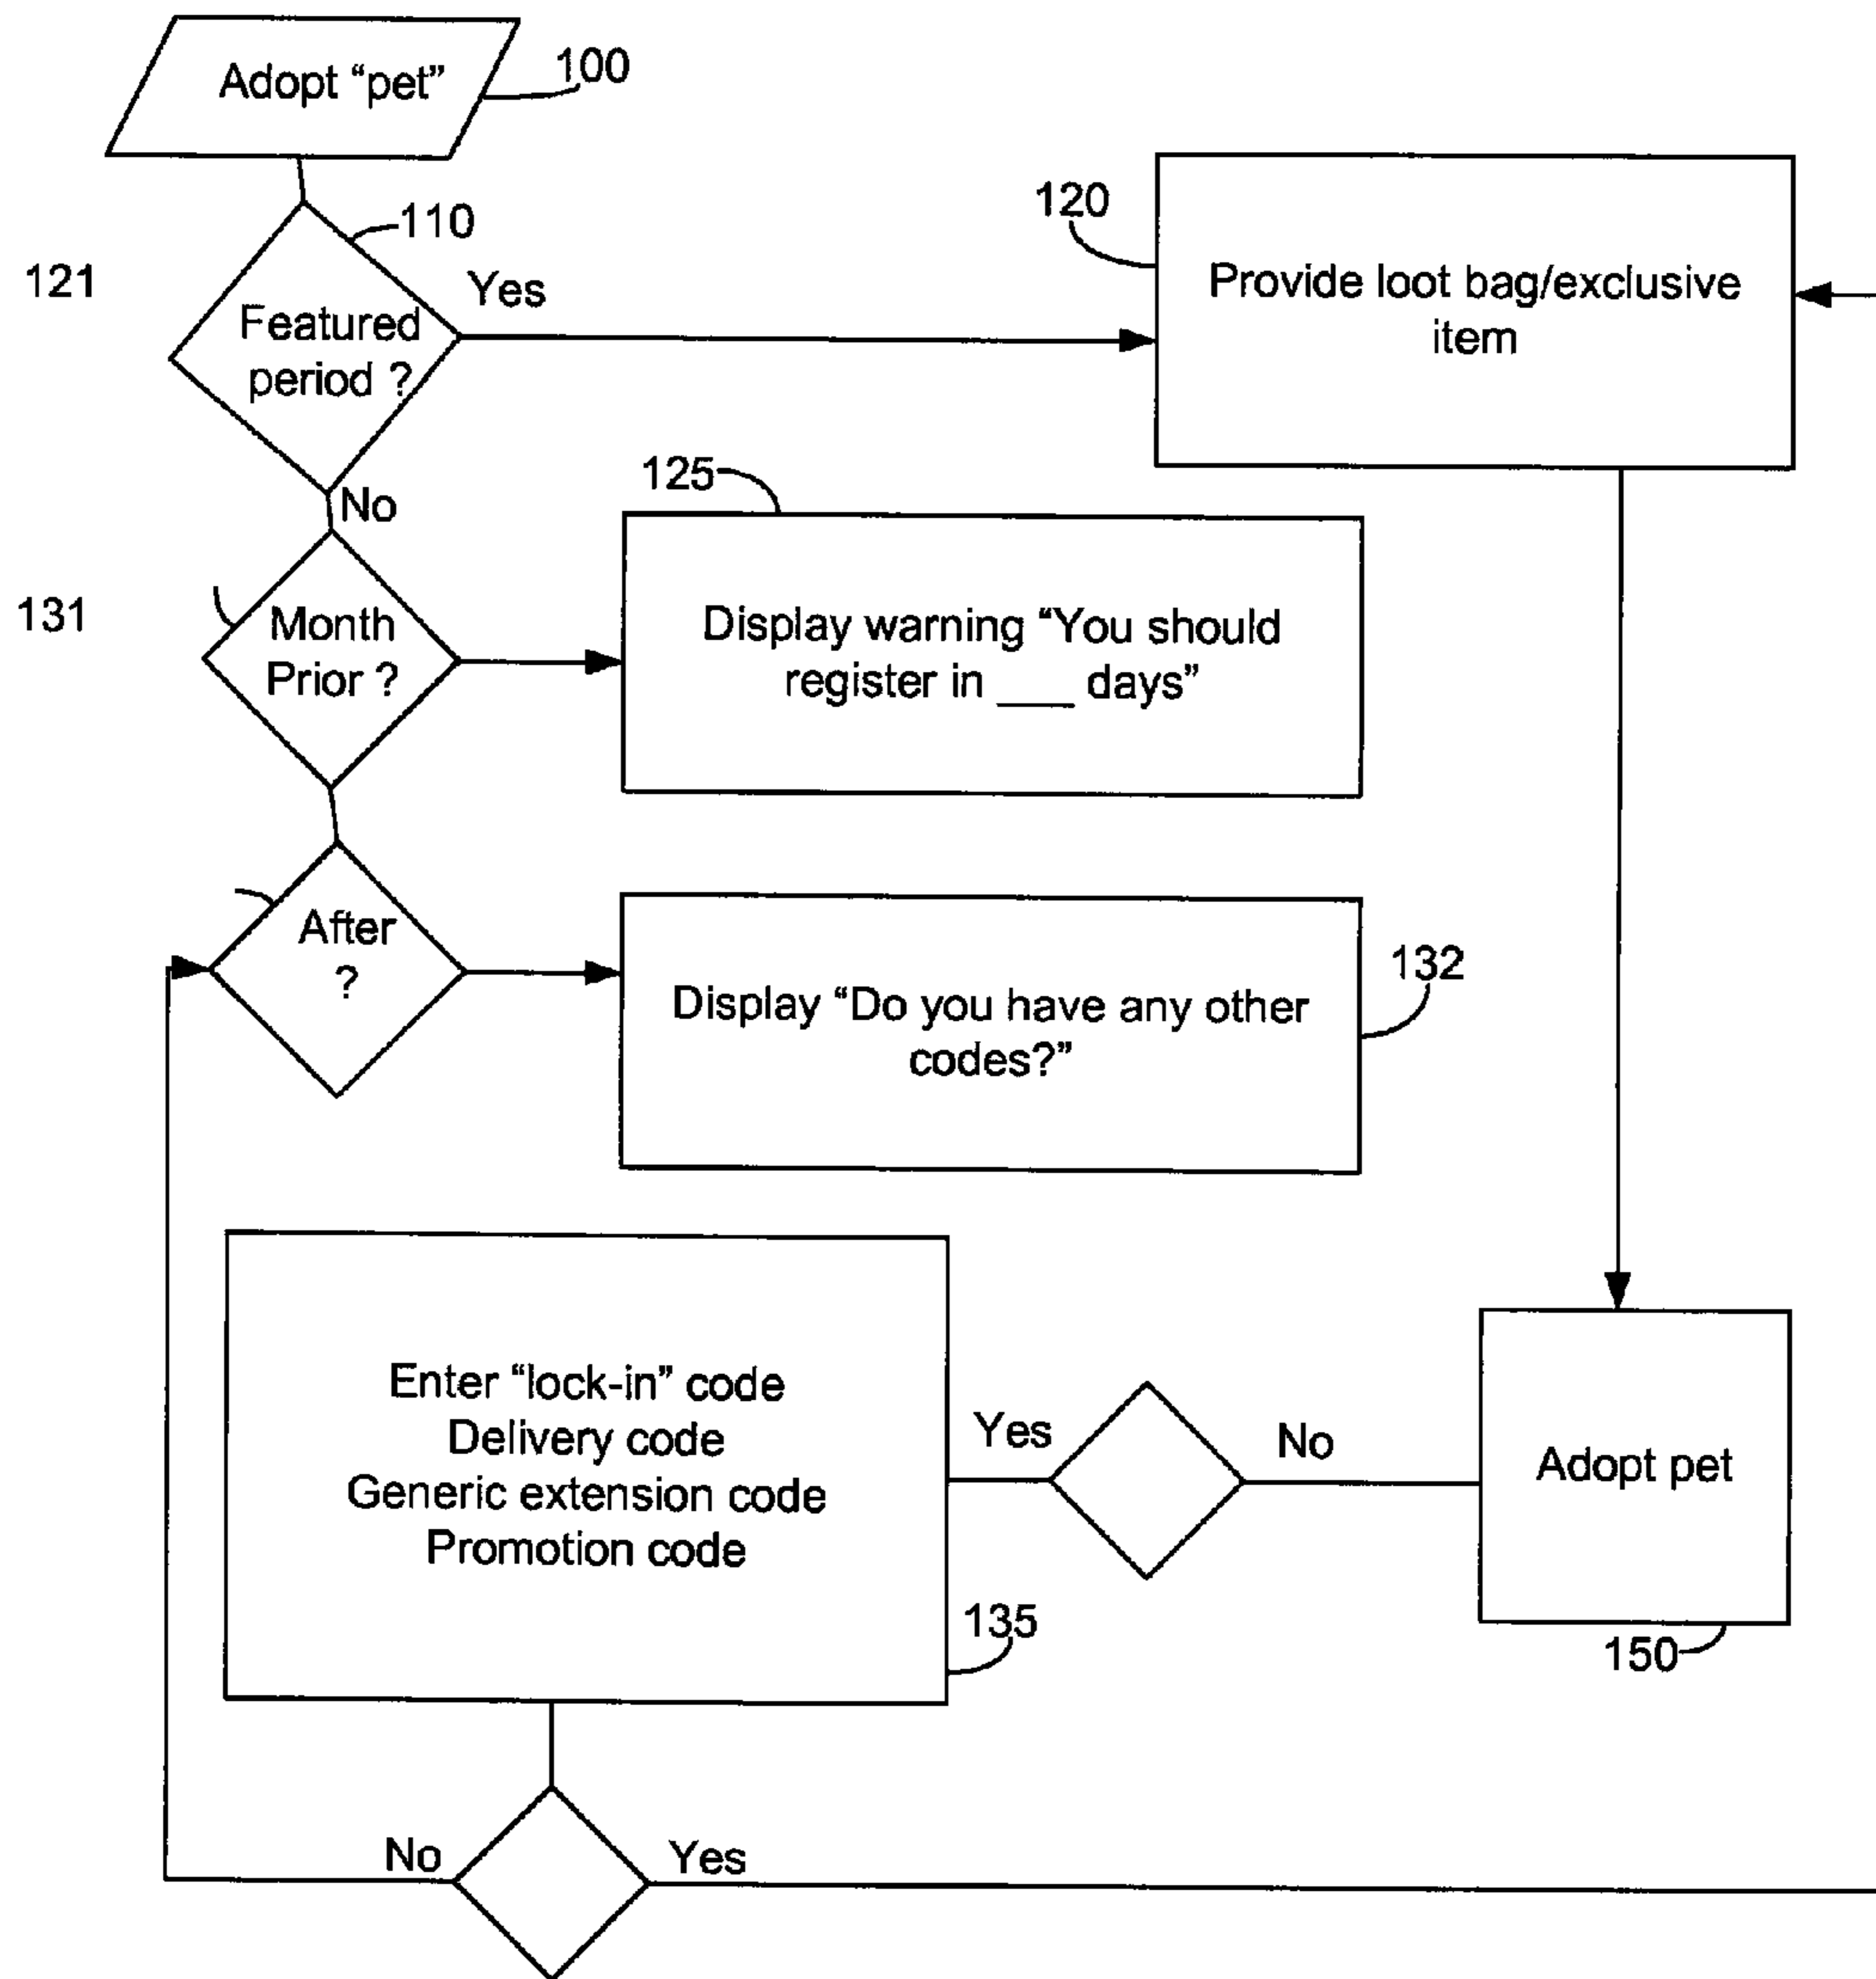 Adopt “pet”
100
110
121
Featured
period ?
Yes
120
Provide loot bag/exclusive
item
No
125
131
Month
Prior ?
Display warning “You should
register in ____ days”
After
?
132
Display “Do you have any other
codes?”
Enter “lock-in” code
Delivery code
Generic extension code
Promotion code
Yes
No
Adopt pet
135
150
No
Yes